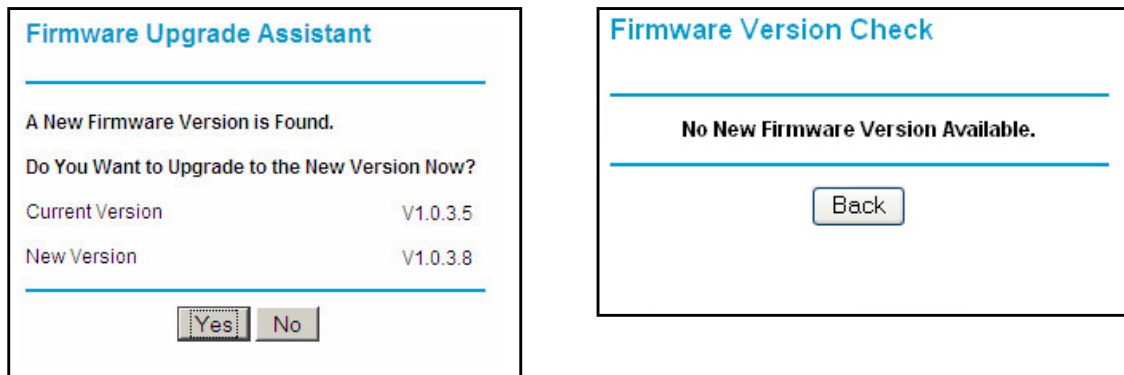 Firmware Upgrade Assistant
A New Firmware Version is Found.
Do You Want to Upgrade to the New Version Now?
Current Version V1.0.3.5
New Version V1.0.3.8
Yes No
Firmware Version Check
No New Firmware Version Available.
Back